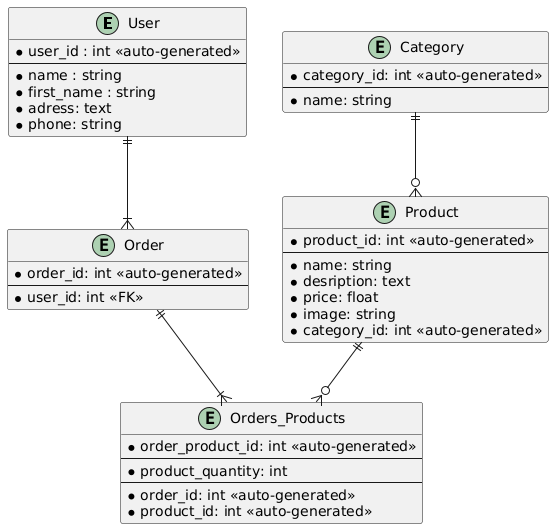 E User
user_id : int «auto-generated»
name : string
first_name : string
adress: text
phone: string
E Category
category_id: int «auto-generated»
name: string
E Order
order_id: int «auto-generated»
user_id: int «FK»
E Product
product_id: int «auto-generated»
name: string
desription: text
price: float
image: string
category_id: int «auto-generated»
E Orders_Products
order_product_id: int «auto-generated»
product_quantity: int
order_id: int «auto-generated»
product_id: int «auto-generated»